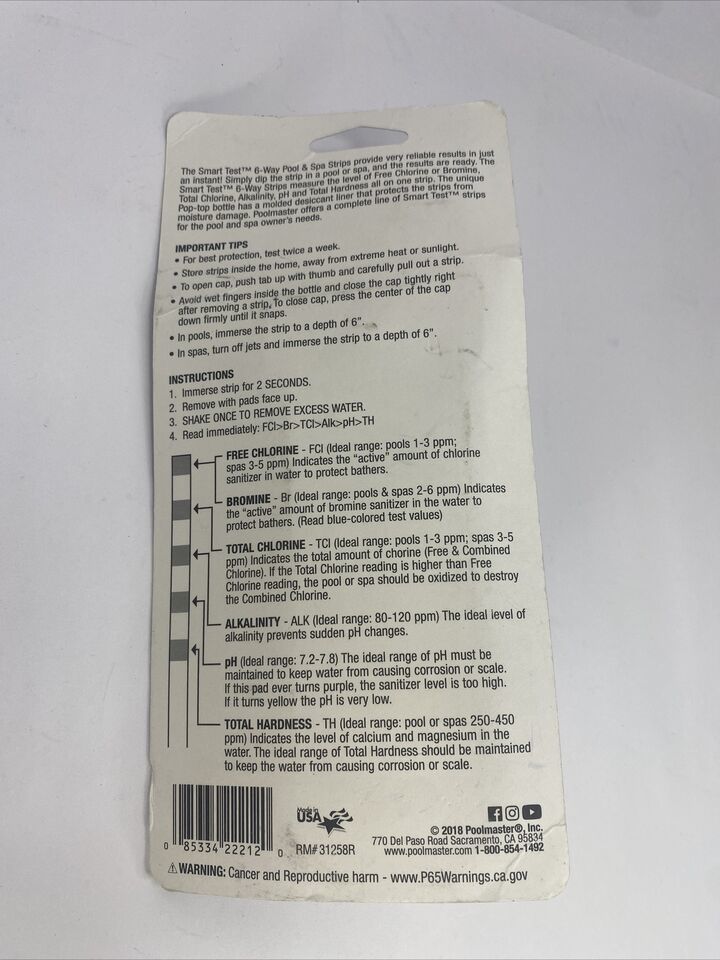 The Smart Test™ 6-Way Pool & Spa Strips provide very reliable results in just
an instant! Simply dip the strip in a pool or spa, and the results are ready. The
Smart Test™ 6-Way Strips measure the level of Free Chlorine or Bromine,
Total Chlorine, Alkalinity, pH and Total Hardness all on one strip. The unique
Pop-top bottle has a molded desiccant liner that protects the strips from
moisture damage. Poolmaster offers a complete line of Smart Test™ strips
for the pool and spa owner's needs.
IMPORTANT TIPS
• For best protection, test twice a week.
• Store strips inside the home, away from extreme heat or sunlight.
• To open cap, push tab up with thumb and carefully pull out a strip.
• Avoid wet fingers inside the bottle and close the cap tightly right
after removing a strip. To close cap, press the center of the cap
down firmly until it snaps.
• In pools, immerse the strip to a depth of 6".
• In spas, turn off jets and immerse the strip to a depth of 6".
INSTRUCTIONS
1. Immerse strip for 2 SECONDS.
2. Remove with pads face up.
3. SHAKE ONCE TO REMOVE EXCESS WATER.
4. Read immediately: FCl>Br>TCl>Alk>pH>TH
FREE CHLORINE - FCl (Ideal range: pools 1-3 ppm;
spas 3-5 ppm) Indicates the "active" amount of chlorine
sanitizer in water to protect bathers.
BROMINE - Br (Ideal range: pools & spas 2-6 ppm) Indicates
the "active" amount of bromine sanitizer in the water to
protect bathers. (Read blue-colored test values)
TOTAL CHLORINE - TCl (Ideal range: pools 1-3 ppm; spas 3-5
ppm) Indicates the total amount of chorine (Free & Combined
Chlorine). If the Total Chlorine reading is higher than Free
Chlorine reading, the pool or spa should be oxidized to destroy
the Combined Chlorine.
ALKALINITY - ALK (Ideal range: 80-120 ppm) The ideal level of
alkalinity prevents sudden pH changes.
pH (Ideal range: 7.2-7.8) The ideal range of pH must be
maintained to keep water from causing corrosion or scale.
If this pad ever turns purple, the sanitizer level is too high.
If it turns yellow the pH is very low.
TOTAL HARDNESS - TH (Ideal range: pool or spas 250-450
ppm) Indicates the level of calcium and magnesium in the
water. The ideal range of Total Hardness should be maintained
to keep the water from causing corrosion or scale.
0 85334 22212 0
Made in
USA
RM# 31258R
© 2018 Poolmaster®, Inc.
770 Del Paso Road Sacramento, CA 95834
www.poolmaster.com 1-800-854-1492
⚠WARNING: Cancer and Reproductive harm - www.P65Warnings.ca.gov